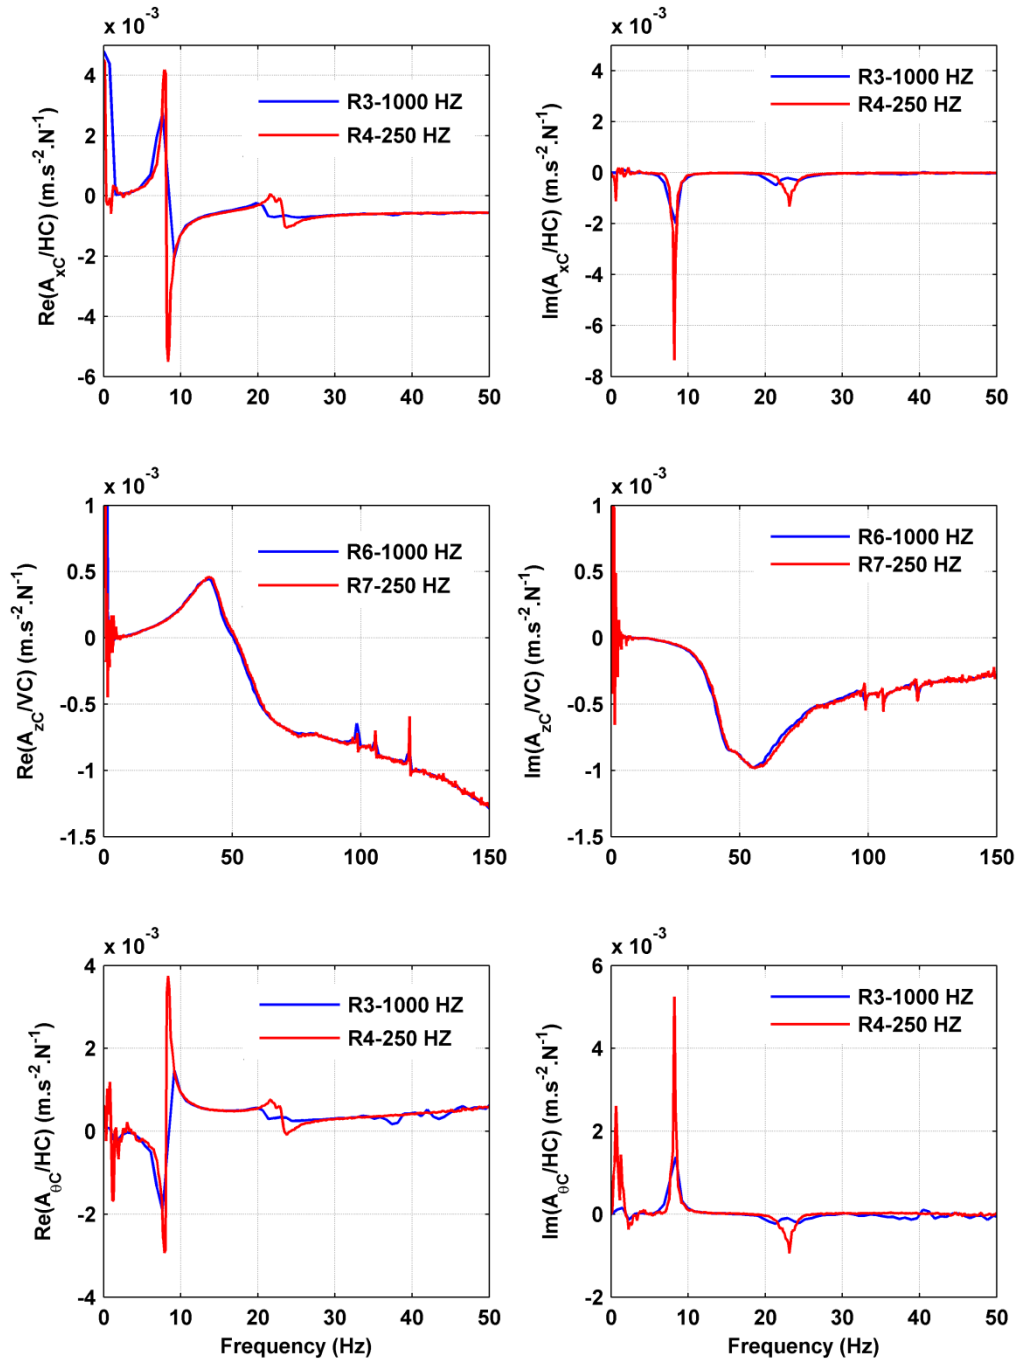 x 10⁻³
4
2
0
-2
-4
-6
0 10 20 30 40 50
Re(A_xC/HC) (m.s⁻².N⁻¹)
R3-1000 HZ
R4-250 HZ
x 10⁻³
4
2
0
-2
-4
-6
-8
0 10 20 30 40 50
Im(A_xC/HC) (m.s⁻².N⁻¹)
R3-1000 HZ
R4-250 HZ
x 10⁻³
1
0.5
0
-0.5
-1
-1.5
0 50 100 150
Re(A_zC/VC) (m.s⁻².N⁻¹)
R6-1000 HZ
R7-250 HZ
x 10⁻³
1
0.5
0
-0.5
-1
-1.5
0 50 100 150
Im(A_zC/VC) (m.s⁻².N⁻¹)
R6-1000 HZ
R7-250 HZ
x 10⁻³
4
2
0
-2
-4
0 10 20 30 40 50
Re(A_θC/HC) (m.s⁻².N⁻¹)
R3-1000 HZ
R4-250 HZ
Frequency (Hz)
x 10⁻³
6
4
2
0
-2
0 10 20 30 40 50
Im(A_θC/HC) (m.s⁻².N⁻¹)
R3-1000 HZ
R4-250 HZ
Frequency (Hz)